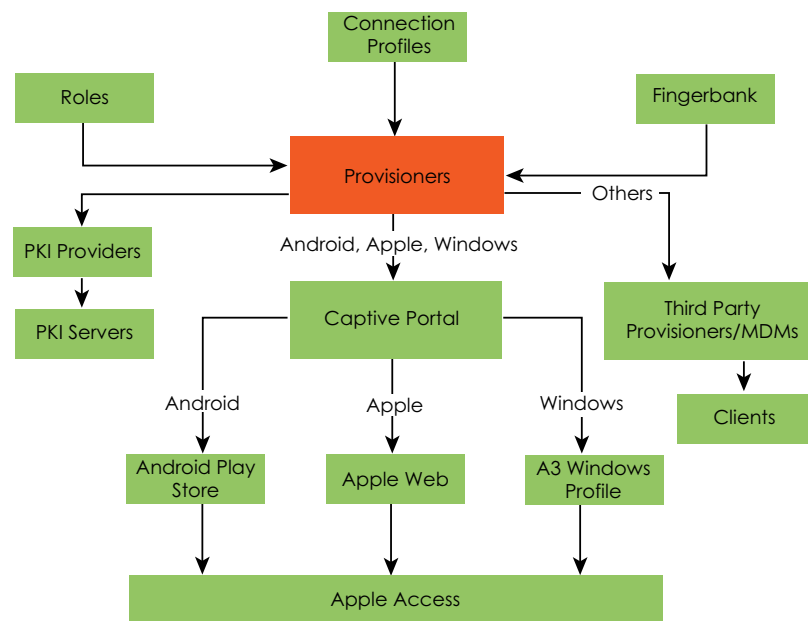 Connection
Profiles
Roles
Fingerbank
Provisioners
Others
PKI Providers
Android, Apple, Windows
PKI Servers
Captive Portal
Third Party
Provisioners/MDMs
Android
Apple
Windows
Clients
Android Play
Store
Apple Web
A3 Windows
Profile
Apple Access